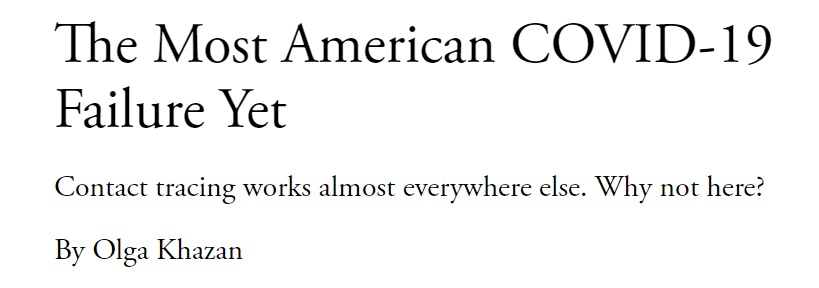 The Most American COVID-19
Failure Yet
Contact tracing works almost everywhere else. Why not here?
By Olga Khazan